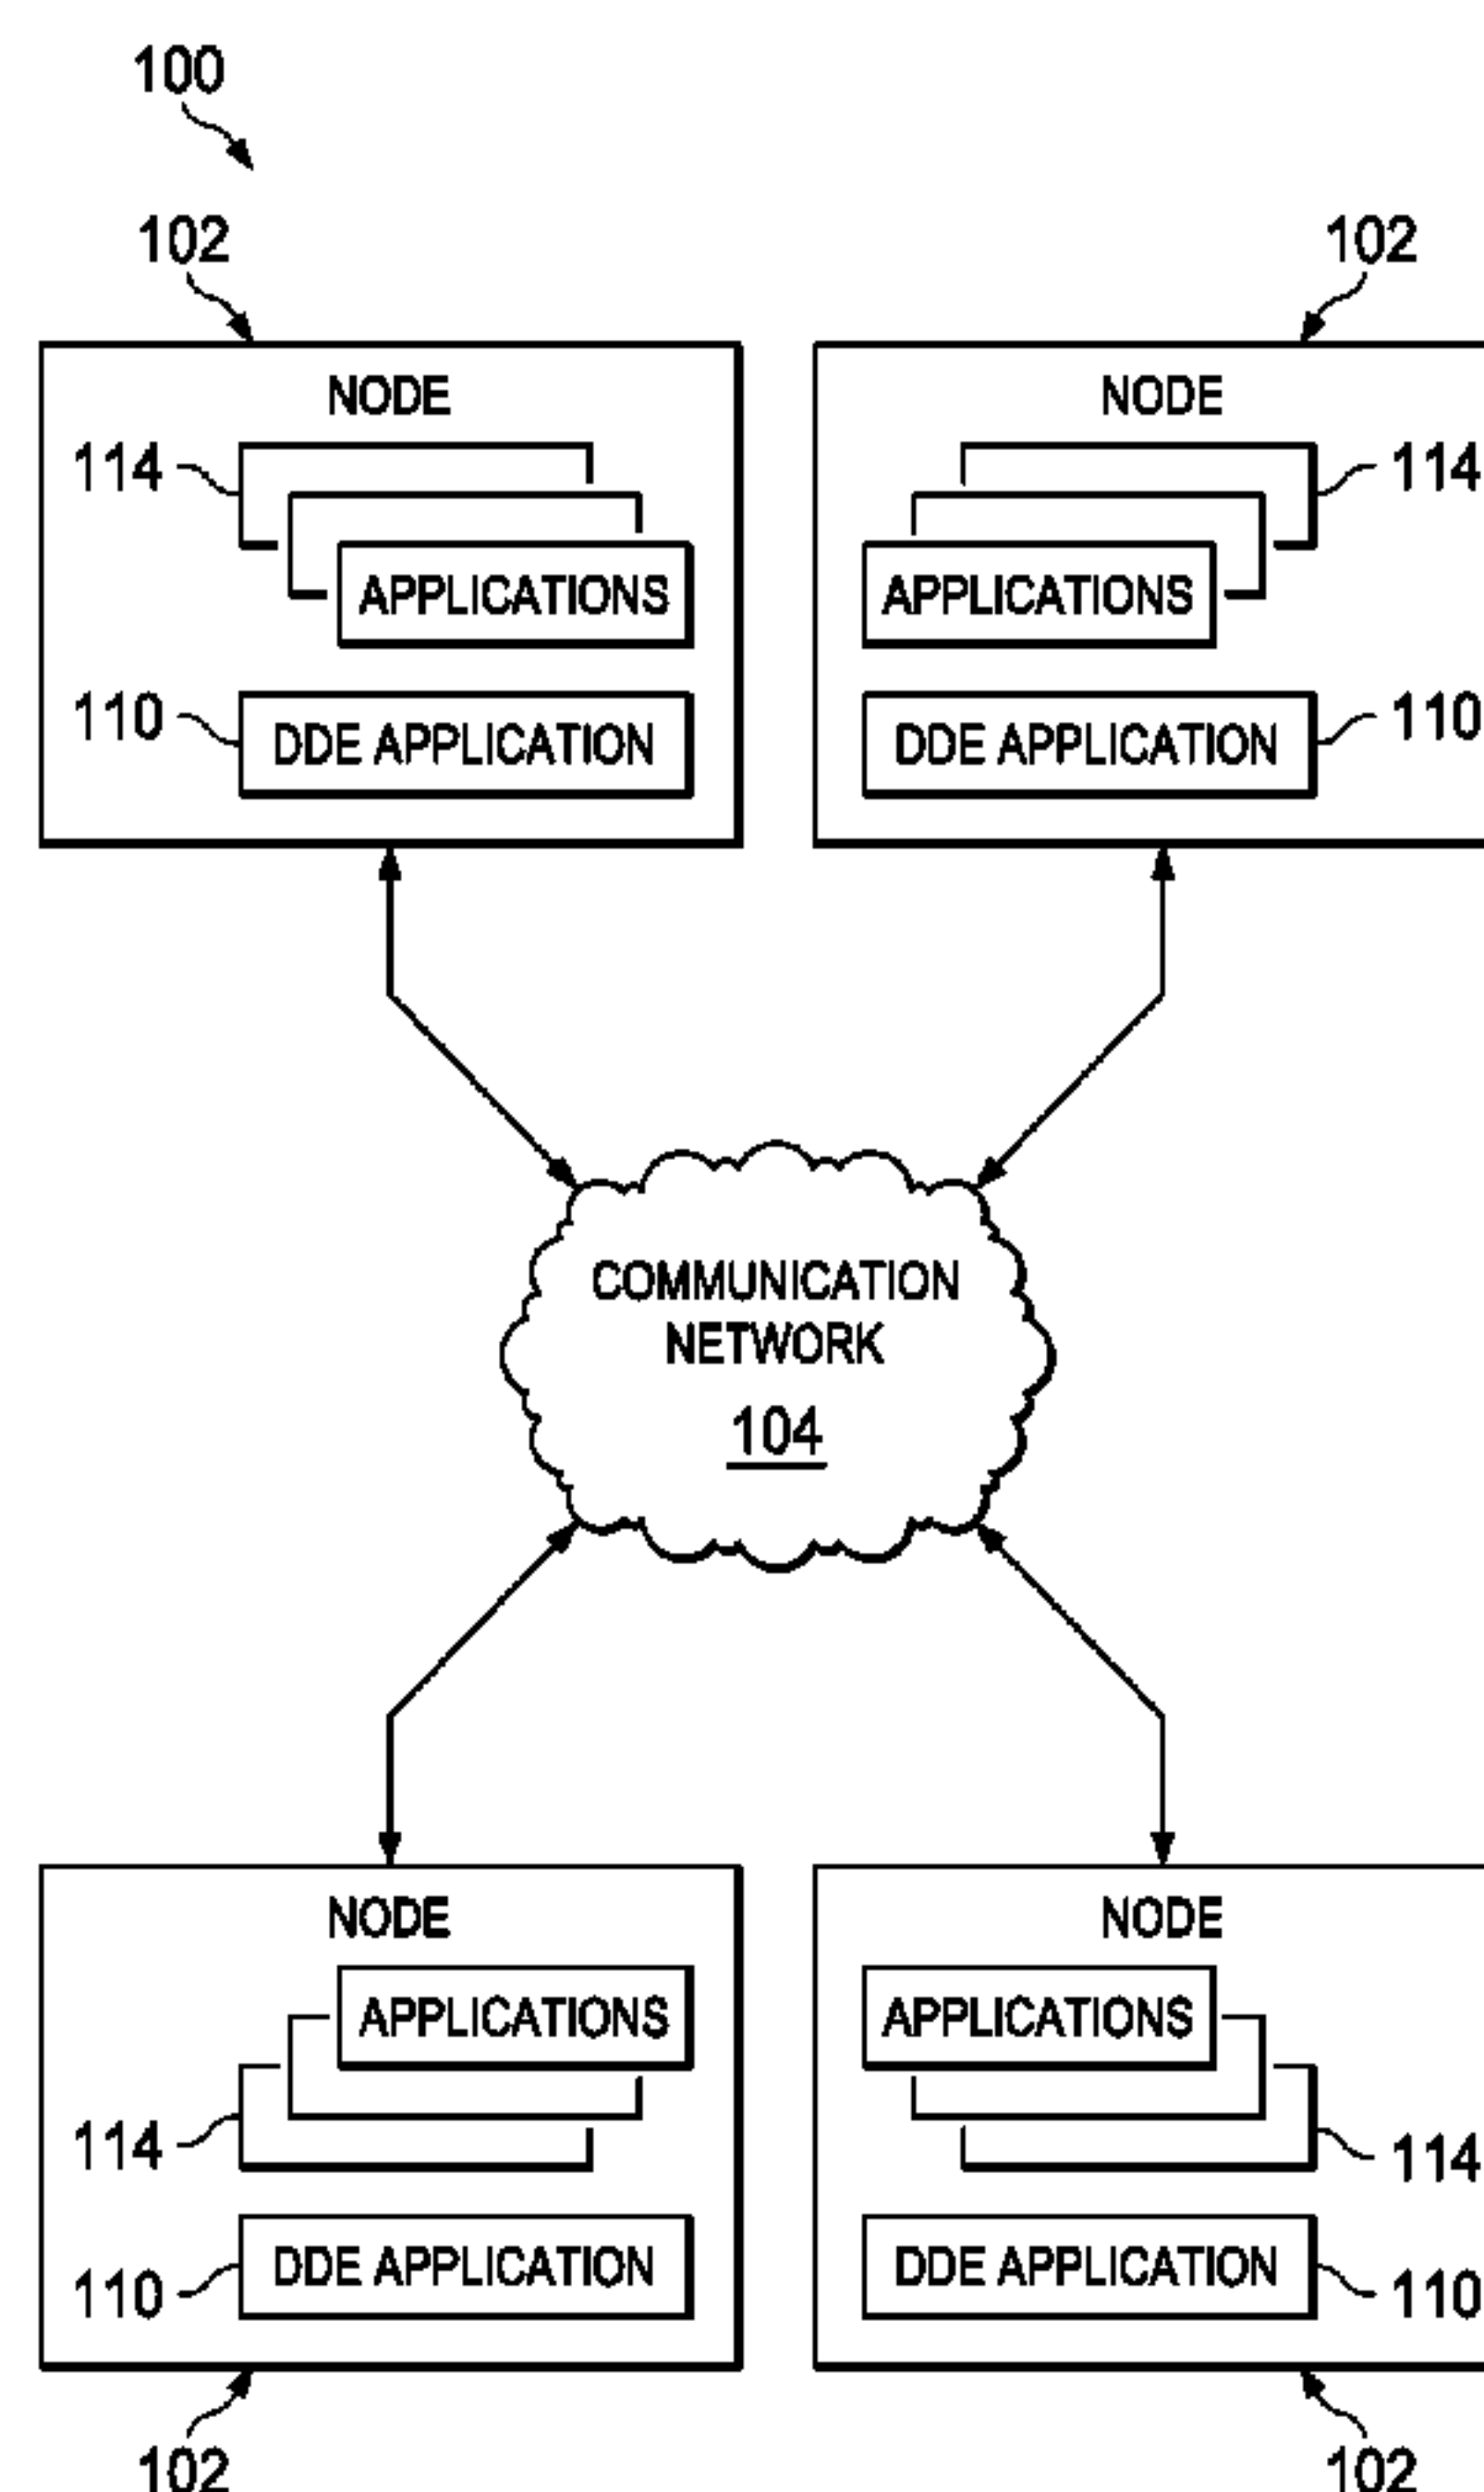 100
102
102
NODE
NODE
114
114
APPLICATIONS
APPLICATIONS
110
DDE APPLICATION
DDE APPLICATION
110
COMMUNICATION
NETWORK
104
NODE
NODE
APPLICATIONS
APPLICATIONS
114
114
110
DDE APPLICATION
DDE APPLICATION
110
102
102